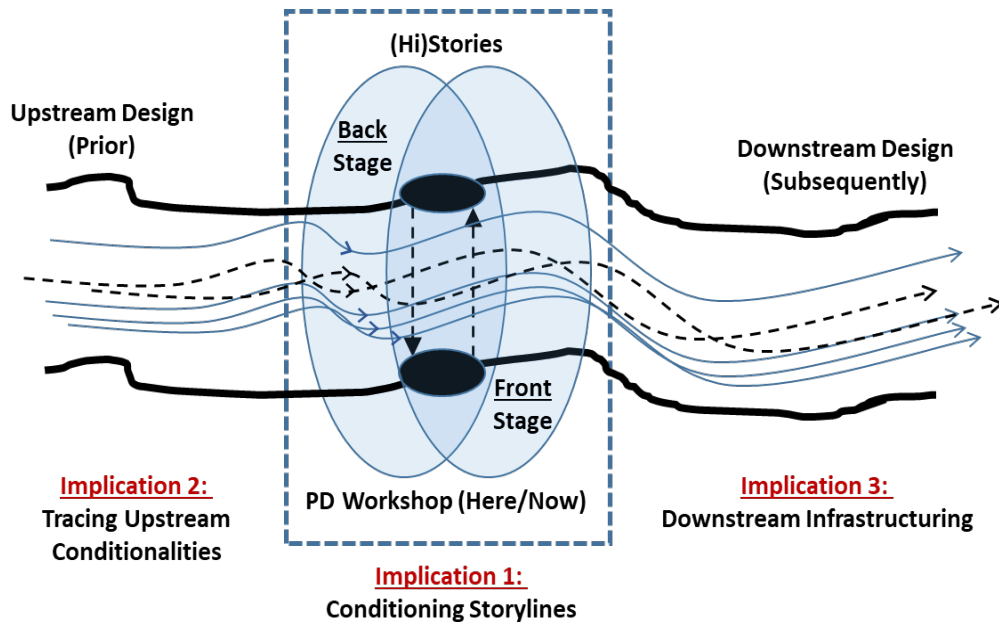 (Hi)Stories
Upstream Design
(Prior)
Back
Stage
Downstream Design
(Subsequently)
Front
Stage
PD Workshop (Here/Now)
Implication 2:
Tracing Upstream
Conditionalities
Implication 3:
Downstream Infrastructuring
Implication 1:
Conditioning Storylines